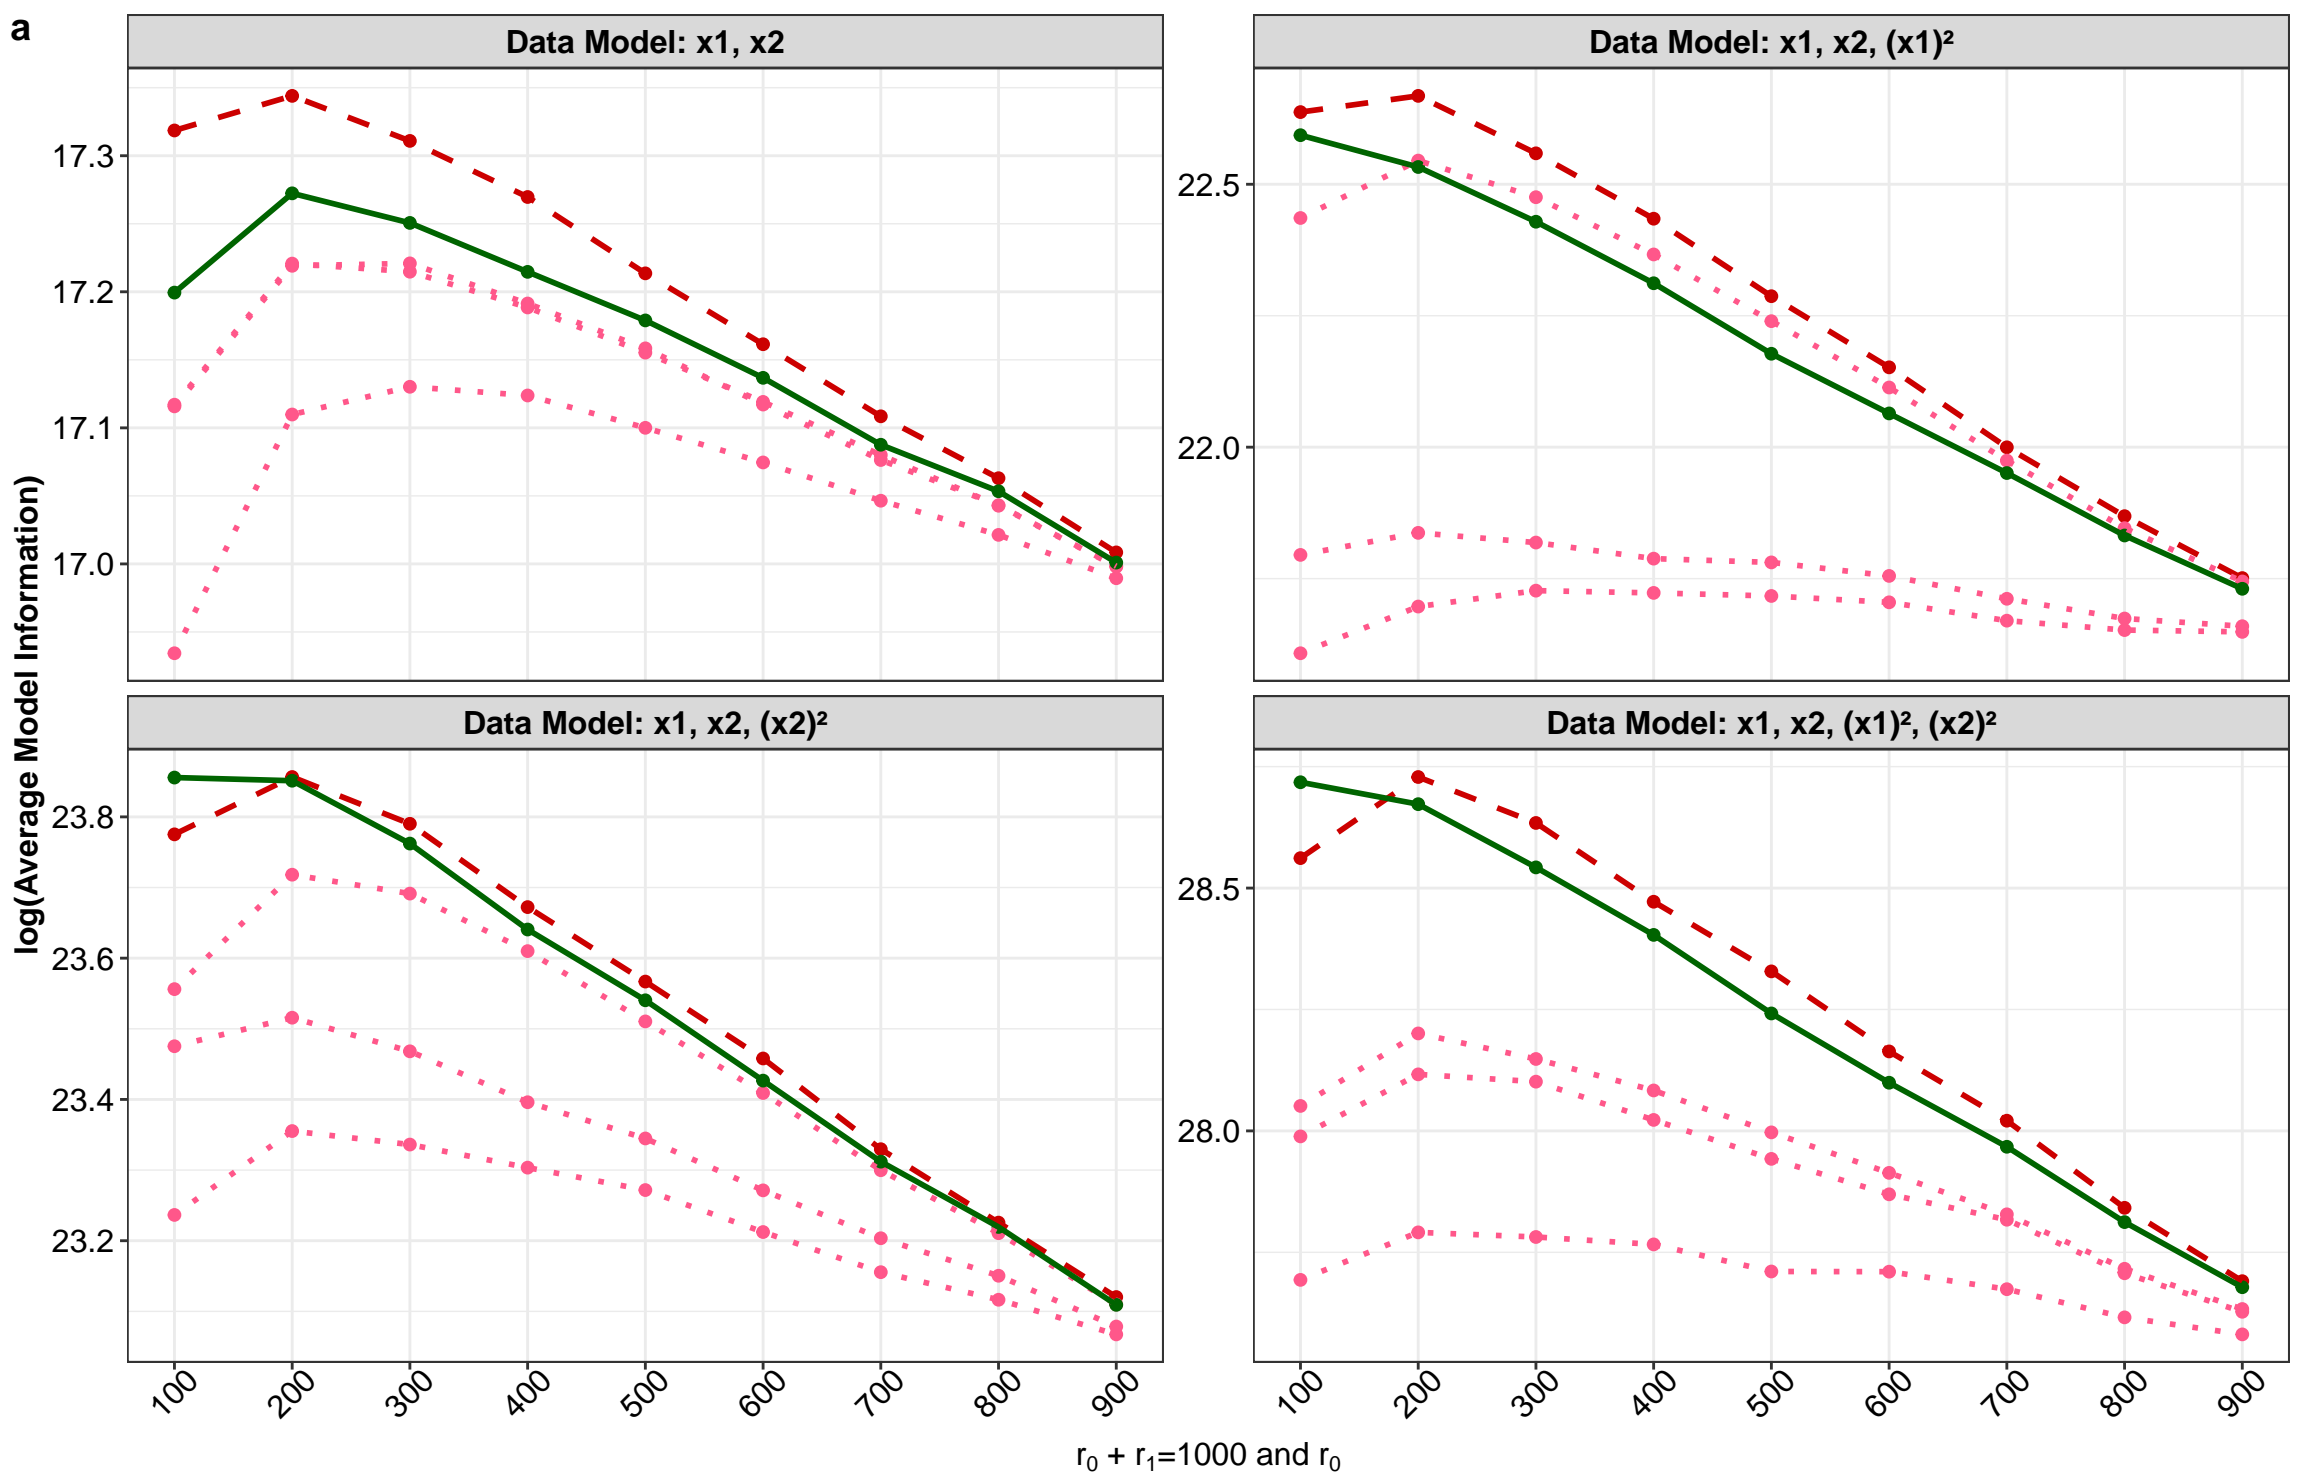 a
Data Model: x1, x2
Data Model: x1, x2, (x1)²
17.3
17.2
17.1
17.0
22.5
22.0
Data Model: x1, x2, (x2)²
Data Model: x1, x2, (x1)², (x2)²
23.8
23.6
23.4
23.2
28.5
28.0
log(Average Model Information)
100 200 300 400 500 600 700 800 900
100 200 300 400 500 600 700 800 900
r₀ + r₁=1000 and r₀